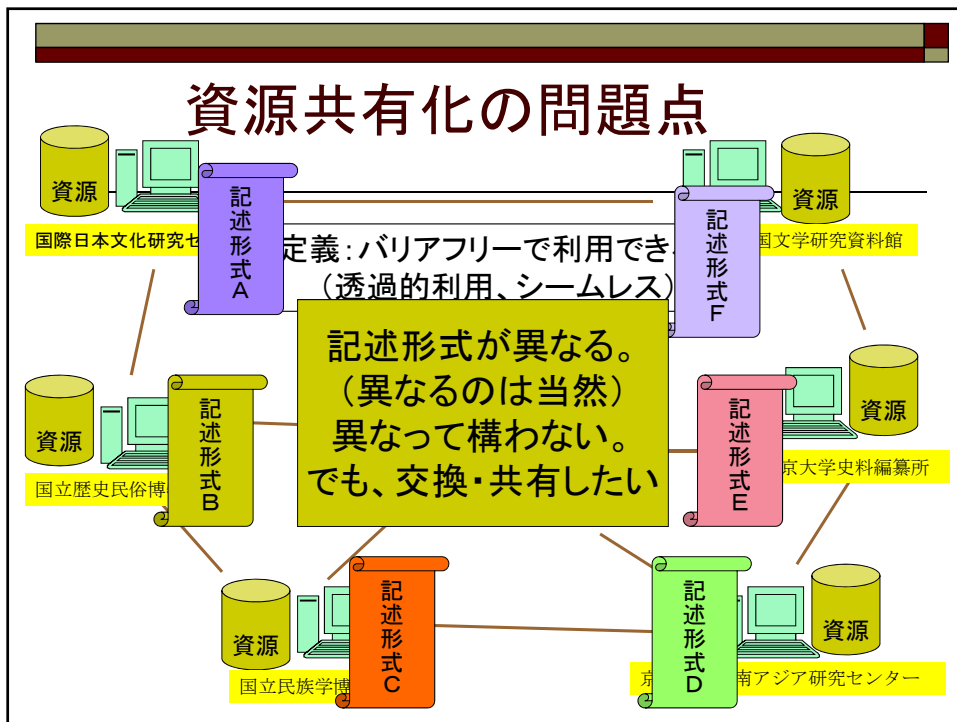 資源共有化の問題点
資源
国際日本文化研究セ
記述形式A
資源
国文学研究資料館
記述形式F
定義：バリアフリーで利用でき
（透過的利用、シームレス）
記述形式が異なる。
（異なるのは当然）
異なって構わない。
でも、交換・共有したい
資源
国立歴史民俗博
記述形式B
資源
京大学史料編纂所
記述形式E
資源
国立民族学博
記述形式C
資源
京
南アジア研究センター
記述形式D